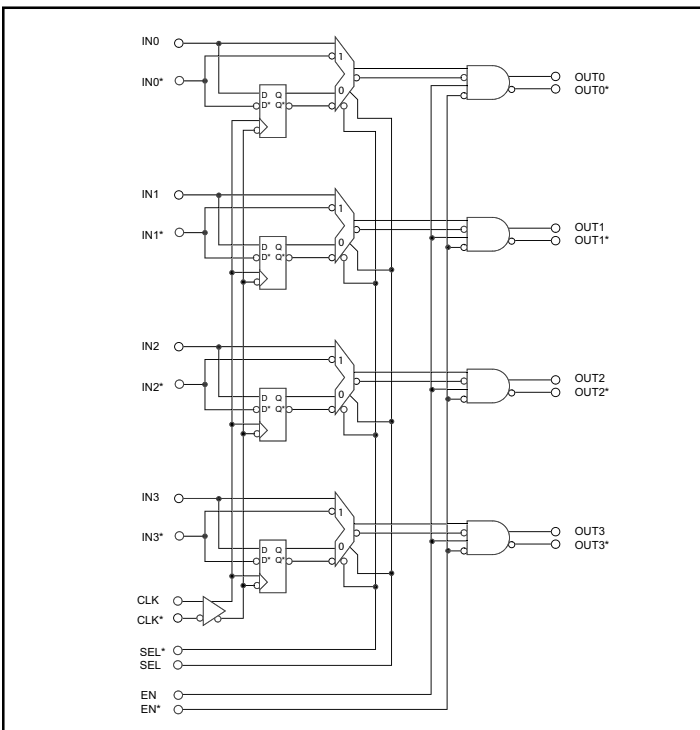 IN0
1
OUT0
IN0*
OUT0*
D Q 0
D* Q*
IN1
1
OUT1
IN1*
OUT1*
D Q 0
D* Q*
IN2
1
OUT2
IN2*
OUT2*
D Q 0
D* Q*
IN3
1
OUT3
IN3*
OUT3*
D Q 0
D* Q*
CLK
CLK*
SEL*
SEL
EN
EN*